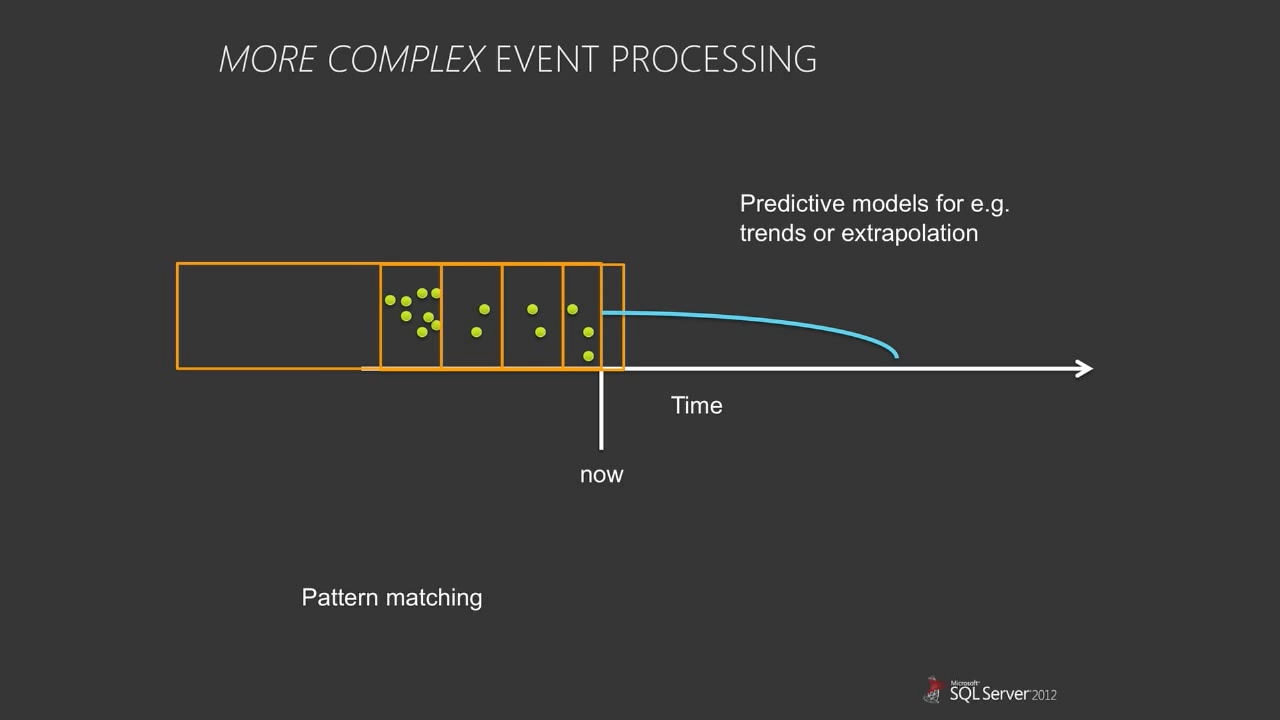 MORE COMPLEX EVENT PROCESSING
Predictive models for e.g.
trends or extrapolation
Time
now
Pattern matching
Microsoft®
SQL Server 2012